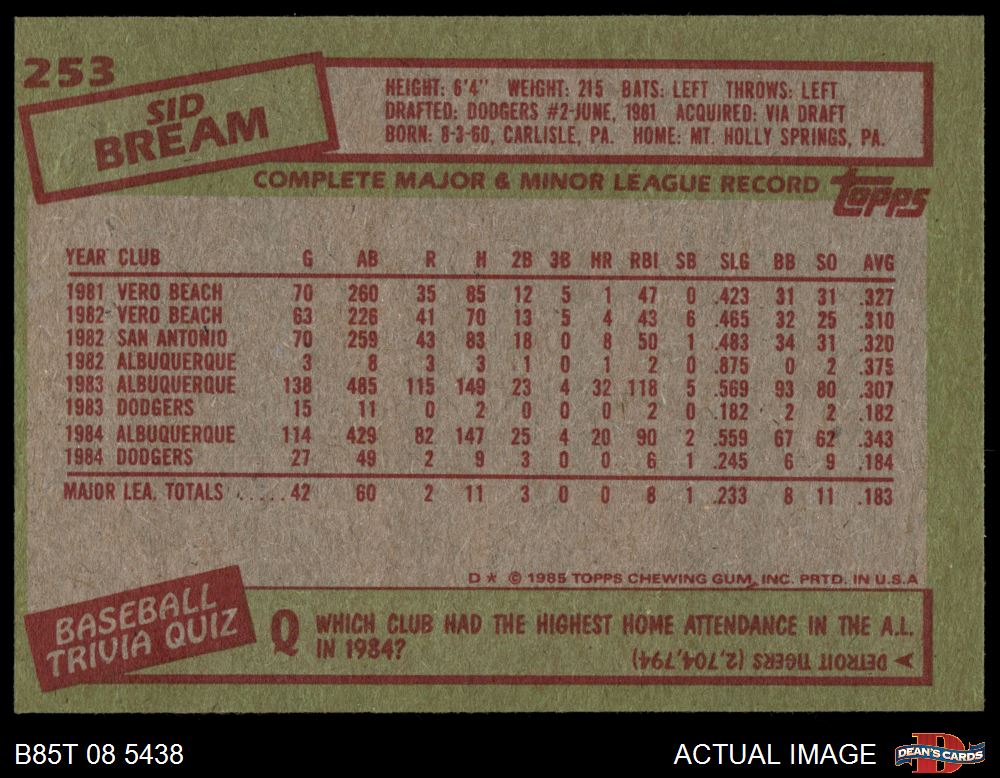 253
SID
BREAM
HEIGHT: 6'4" WEIGHT: 215 BATS: LEFT THROWS: LEFT
DRAFTED: DODGERS #2-JUNE, 1981 ACQUIRED: VIA DRAFT
BORN: 8-3-60, CARLISLE, PA. HOME: MT. HOLLY SPRINGS, PA.
COMPLETE MAJOR & MINOR LEAGUE RECORD
topps
YEAR CLUB G AB R H 2B 3B HR RBI SB SLG BB SO AVG
1981 VERO BEACH 70 260 35 85 12 5 1 47 0 .423 31 31 .327
1982 VERO BEACH 63 226 41 70 13 5 4 43 6 .465 32 25 .310
1982 SAN ANTONIO 70 259 43 83 18 0 8 50 1 .483 34 31 .320
1982 ALBUQUERQUE 3 8 3 3 1 0 1 2 0 .875 0 2 .375
1983 ALBUQUERQUE 138 485 115 149 23 4 32 118 5 .569 93 80 .307
1983 DODGERS 15 11 0 2 0 0 0 2 0 .182 2 2 .182
1984 ALBUQUERQUE 114 429 82 147 25 4 20 90 2 .559 67 62 .343
1984 DODGERS 27 49 2 9 3 0 0 6 1 .245 6 9 .184
MAJOR LEA. TOTALS ..... 42 60 2 11 3 0 0 8 1 .233 8 11 .183
D* © 1985 TOPPS CHEWING GUM, INC. PRTD. IN U.S.A
BASEBALL
TRIVIA QUIZ
Q WHICH CLUB HAD THE HIGHEST HOME ATTENDANCE IN THE A.L.
IN 1984?
DETROIT TIGERS (2,704,794)
B85T 08 5438
ACTUAL IMAGE
D
DEAN'S CARDS